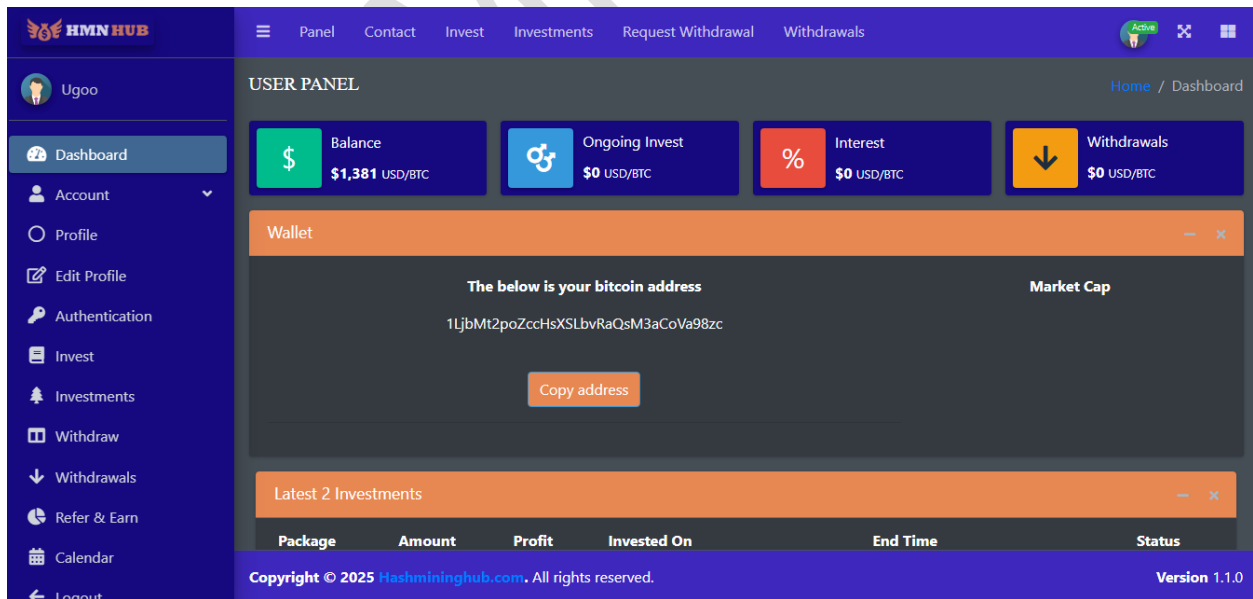 HMN HUB
Panel Contact Invest Investments Request Withdrawal Withdrawals
Active
Ugoo
Dashboard
Account
Profile
Edit Profile
Authentication
Invest
Investments
Withdraw
Withdrawals
Refer & Earn
Calendar
Logout
USER PANEL
Home / Dashboard
$
Balance
$1,381 USD/BTC
Ongoing Invest
$0 USD/BTC
%
Interest
$0 USD/BTC
Withdrawals
$0 USD/BTC
Wallet
The below is your bitcoin address
1LjbMt2poZccHsXSLbvRaQsM3aCoVa98zc
Copy address
Market Cap
Latest 2 Investments
Package Amount Profit Invested On End Time Status
Copyright © 2025 Hashmininghub.com. All rights reserved.
Version 1.1.0